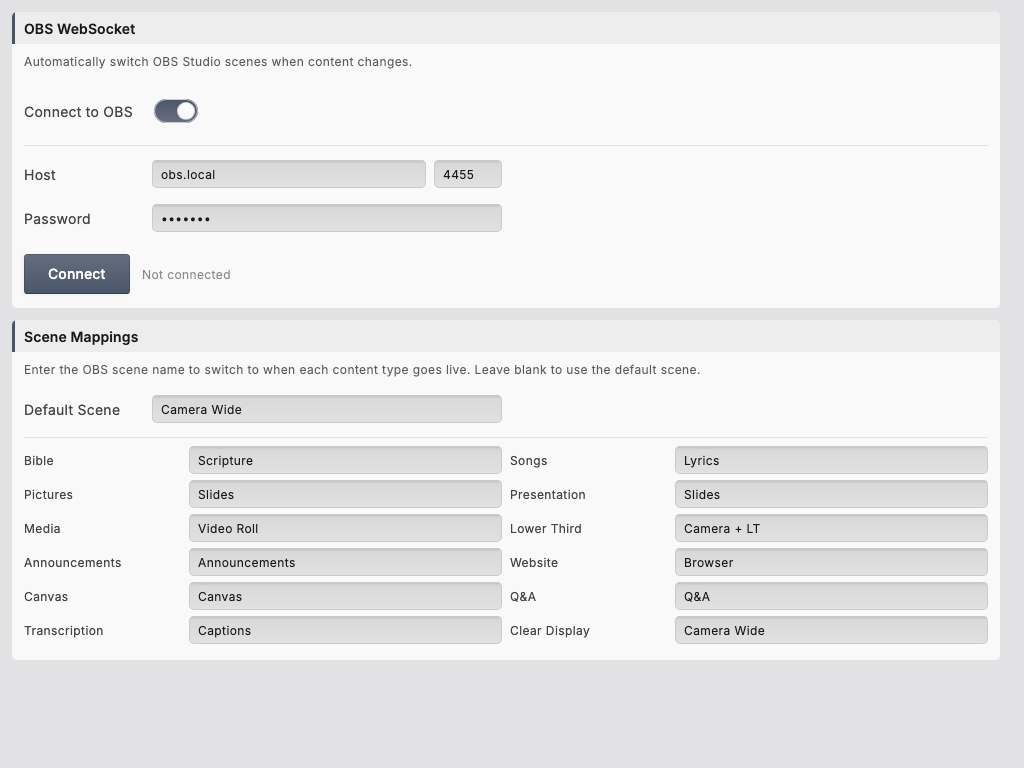 OBS WebSocket
Automatically switch OBS Studio scenes when content changes.
Connect to OBS
Host obs.local 4455
Password •••••••
Connect Not connected
Scene Mappings
Enter the OBS scene name to switch to when each content type goes live. Leave blank to use the default scene.
Default Scene Camera Wide
Bible Scripture Songs Lyrics
Pictures Slides Presentation Slides
Media Video Roll Lower Third Camera + LT
Announcements Announcements Website Browser
Canvas Canvas Q&A Q&A
Transcription Captions Clear Display Camera Wide